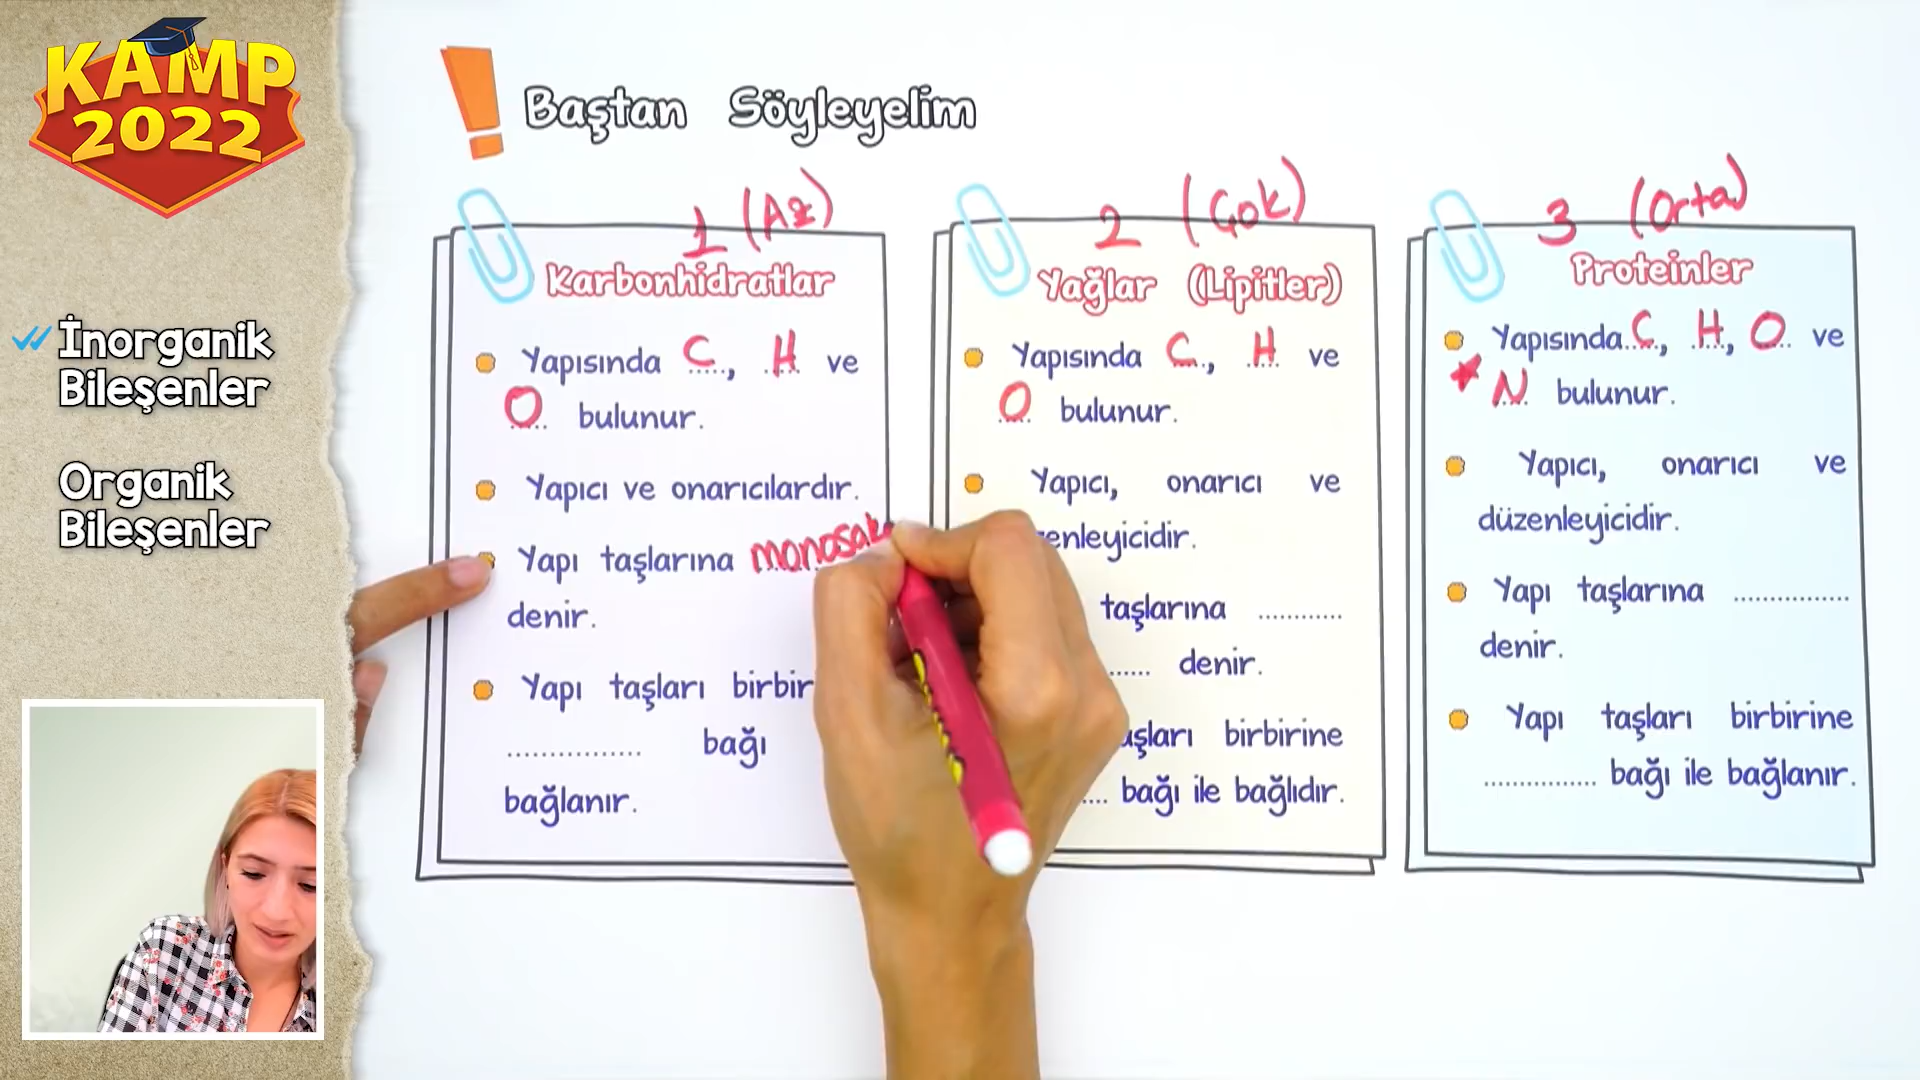 KAMP
2022
İnorganik
Bileşenler
Organik
Bileşenler
Baştan Söyleyelim
1 (Az)
Karbonhidratlar
Yapısında C, H ve
O bulunur.
Yapıcı ve onarıcılardır.
Yapı taşlarına monosak
denir.
Yapı taşları
bağı
bağlanır.
2 (Çok)
Yağlar (Lipitler)
Yapısında C, H ve
O bulunur.
Yapıcı, onarıcı ve
taşlarına ............
...... denir.
birbirine
.... bağı ile bağlıdır.
3 (Orta)
Proteinler
Yapısında C, H, O ve
N bulunur.
Yapıcı, onarıcı ve
düzenleyicidir.
Yapı taşlarına ................
denir.
Yapı taşları birbirine
................ bağı ile bağlanır.